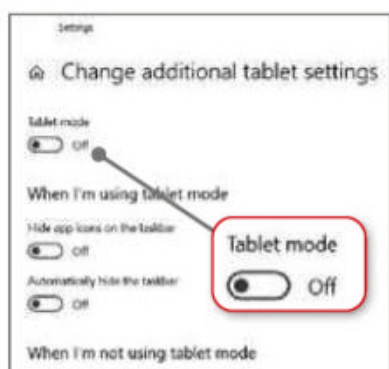 Settings
Change additional tablet settings
Tablet mode
Off
When I'm using tablet mode
Hide app icons on the taskbar
Off
Automatically hide the taskbar
Off
When I'm not using tablet mode
Tablet mode
Off